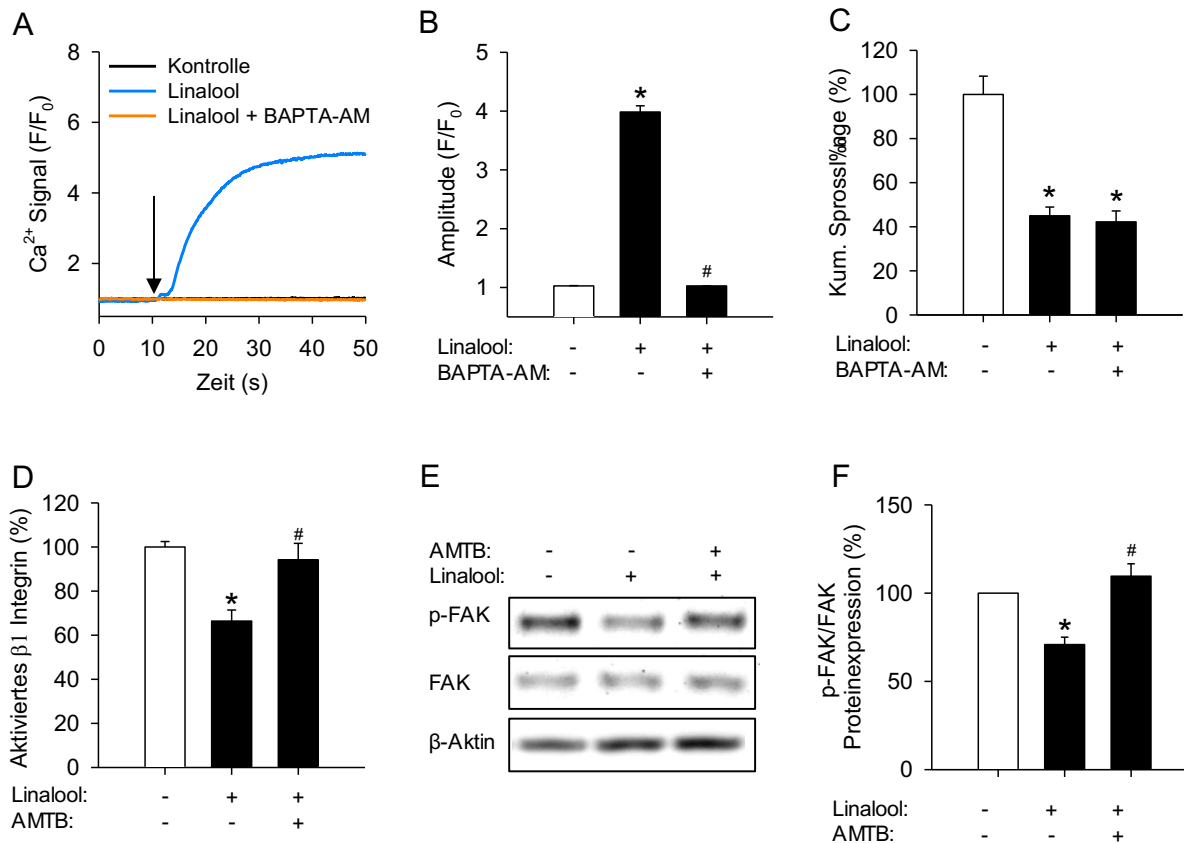 A
Ca²⁺ Signal (F/F₀)
8
6
4
2
Kontrolle
Linalool
Linalool + BAPTA-AM
0 10 20 30 40 50
Zeit (s)
B
Amplitude (F/F₀)
5
4
3
2
1
*
#
Linalool: - + +
BAPTA-AM: - - +
C
120
100
80
60
40
20
0
* *
Linalool: - + +
BAPTA-AM: - - +
D
Aktiviertes β1 Integrin (%)
120
100
80
60
40
20
0
*
#
Linalool: - + +
AMTB: - - +
E
AMTB: - - +
Linalool: - + +
p-FAK
FAK
β-Aktin
F
p-FAK/FAK
Proteinexpression (%)
150
100
50
0
*
#
Linalool: - + +
AMTB: - - +